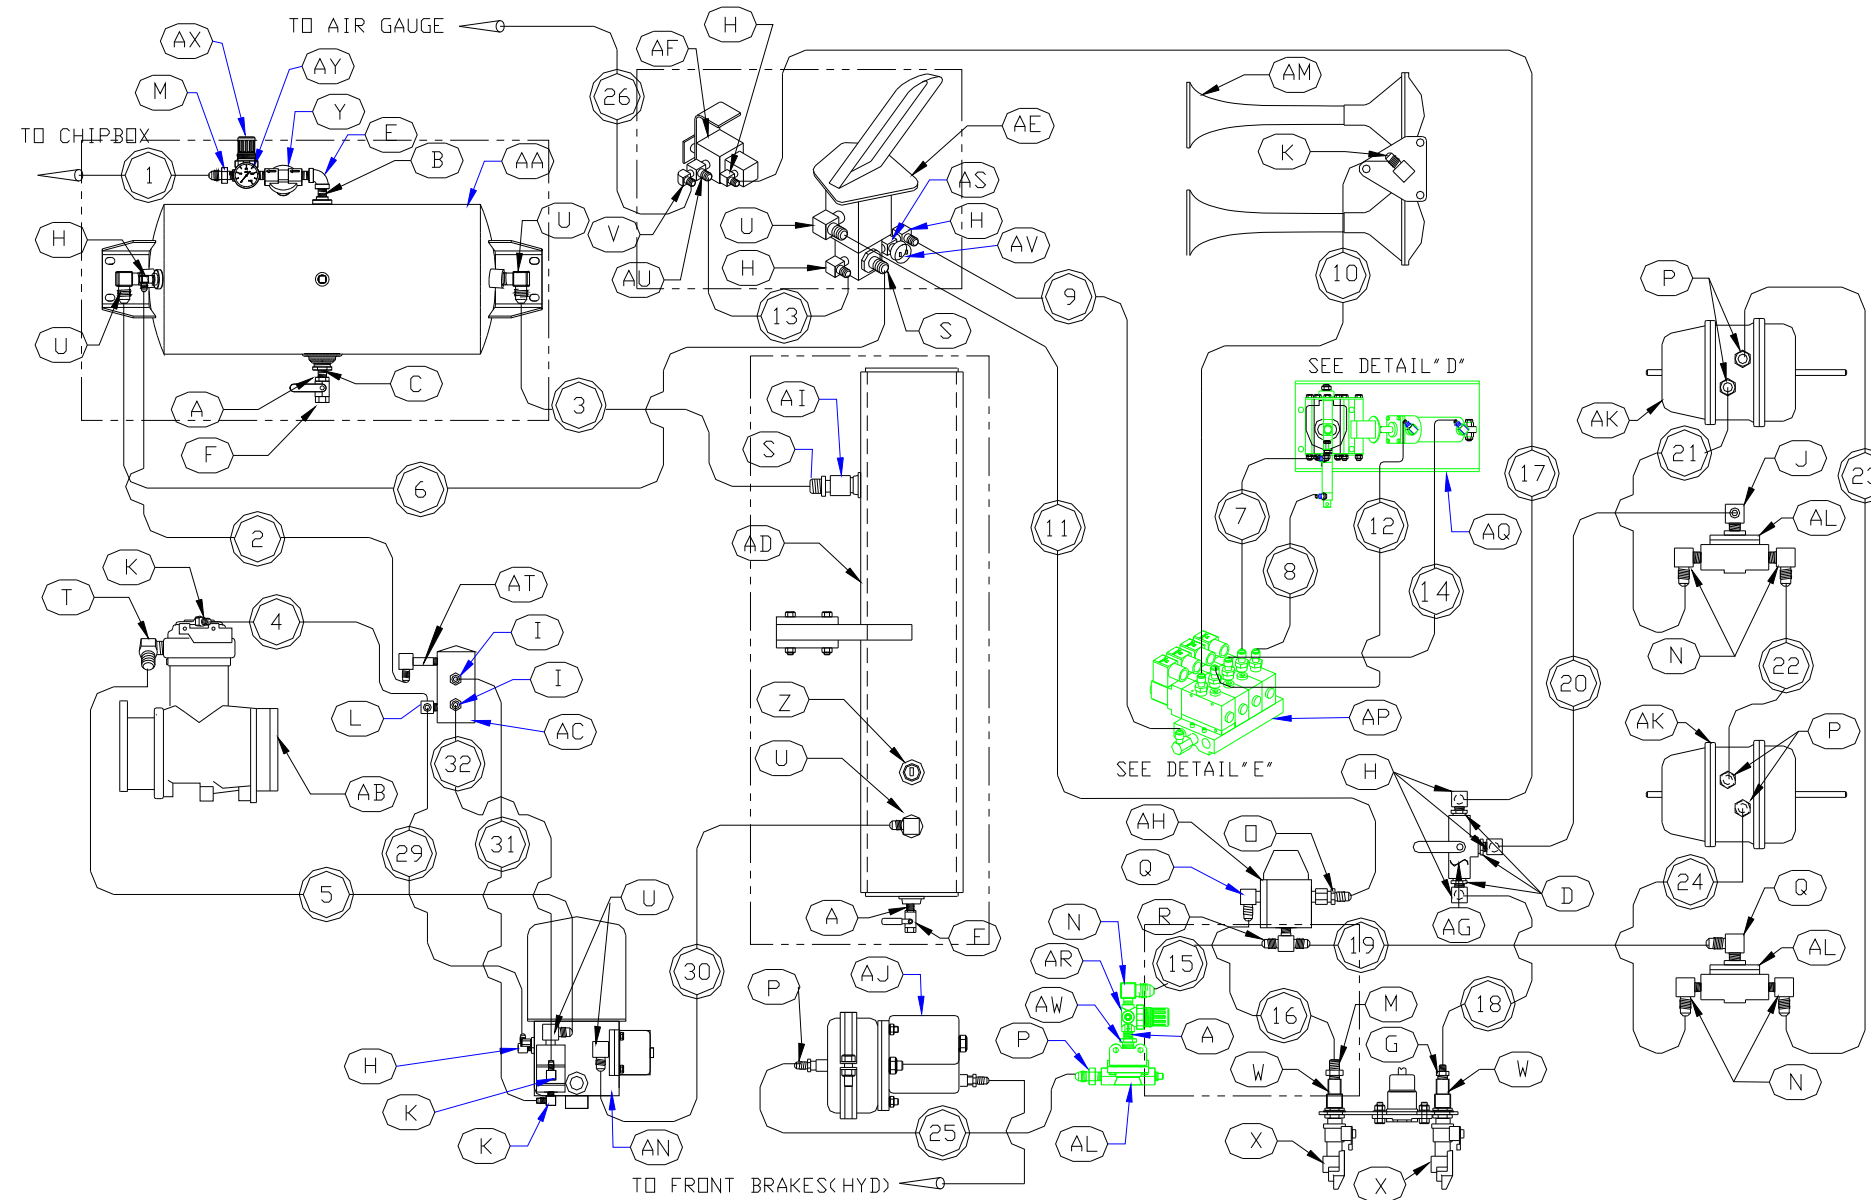 TO AIR GAUGE
H
AX
AF
AY
AM
M
Y
E
26
AE
TO CHIPBOX
K
1
B
AA
AS
H
U
V
U
AV
H
AU
H
10
P
9
13
S
U
C
SEE DETAIL"D"
A
3
AI
AK
F
S
21
J
17
23
6
7
12
11
AL
AQ
2
AD
K
8
AT
T
14
4
I
N
22
I
20
L
AC
AP
AK
P
32
Z
SEE DETAIL"E"
H
U
AB
AH
O
31
29
Q
24
Q
5
U
D
A
R
AG
N
F
19
AL
AR
15
30
P
AJ
AW
M
18
16
A
G
P
H
W
W
N
K
25
K
AN
AL
X
X
TO FRONT BRAKES(HYD)